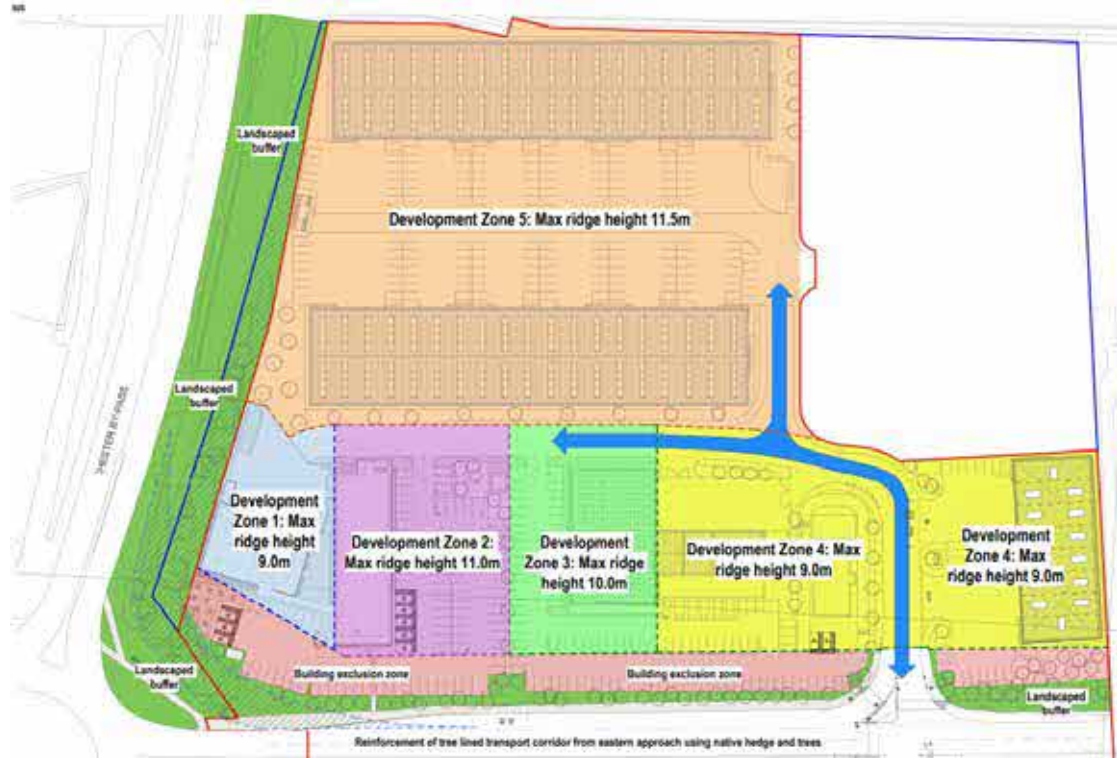 Landscaped
buffer
Development Zone 5: Max ridge height 11.5m
Landscaped
buffer
HESTER BY-PASS
Development
Zone 1: Max
ridge height
9.0m
Development Zone 2:
Max ridge height 11.0m
Development
Zone 3: Max ridge
height 10.0m
Development Zone 4: Max
ridge height 9.0m
Development
Zone 4: Max
ridge height 9.0m
Landscaped
buffer
Building exclusion zone
Building exclusion zone
Landscaped
buffer
Reinforcement of tree lined transport corridor from eastern approach using native hedge and trees